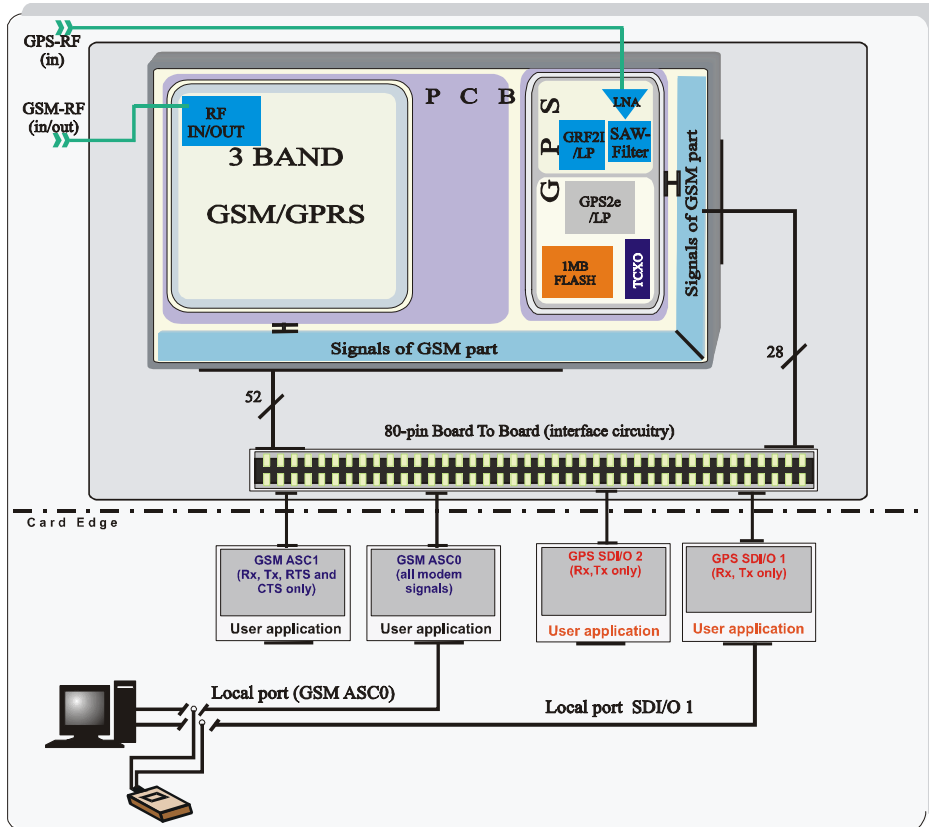 GPS-RF
(in)
GSM-RF
(in/out)
RF
IN/OUT
3 BAND
GSM/GPRS
P C B
G P S
LNA
GRF2I
/LP
SAW-
Filter
GPS2e
/LP
1MB
FLASH
TCXO
Signals of GSM part
Signals of GSM part
52
28
80-pin Board To Board (interface circuitry)
Card Edge
GSM ASC1
(Rx, Tx, RTS and
CTS only)
User application
GSM ASC0
(all modem
signals)
User application
GPS SDI/O 2
(Rx,Tx only)
User application
GPS SDI/O 1
(Rx, Tx only)
User application
Local port (GSM ASC0)
Local port SDI/O 1